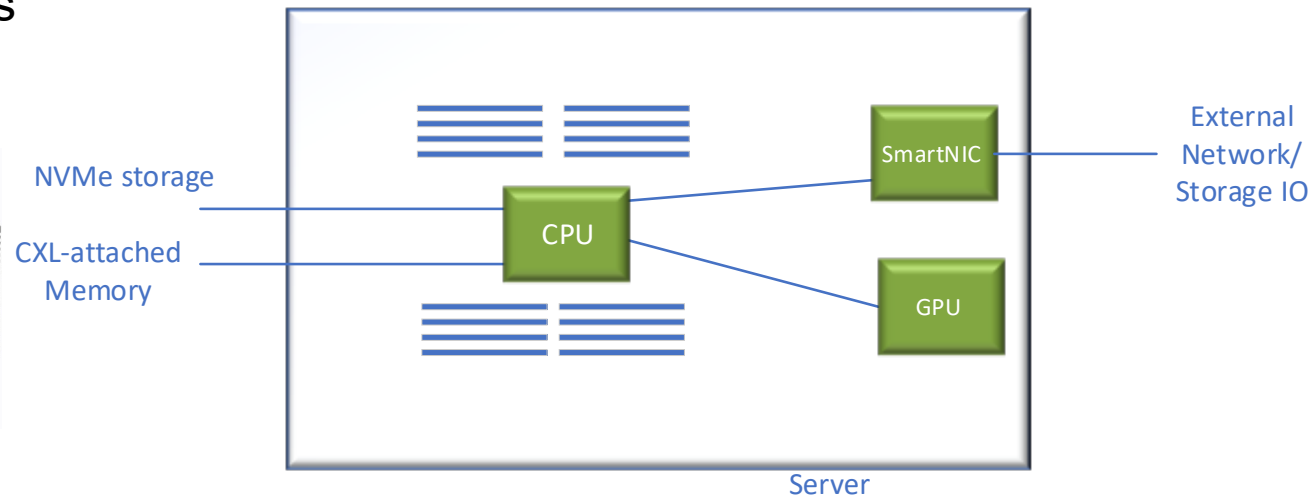 NVMe storage
CXL-attached
Memory
CPU
SmartNIC
GPU
External
Network/
Storage IO
Server